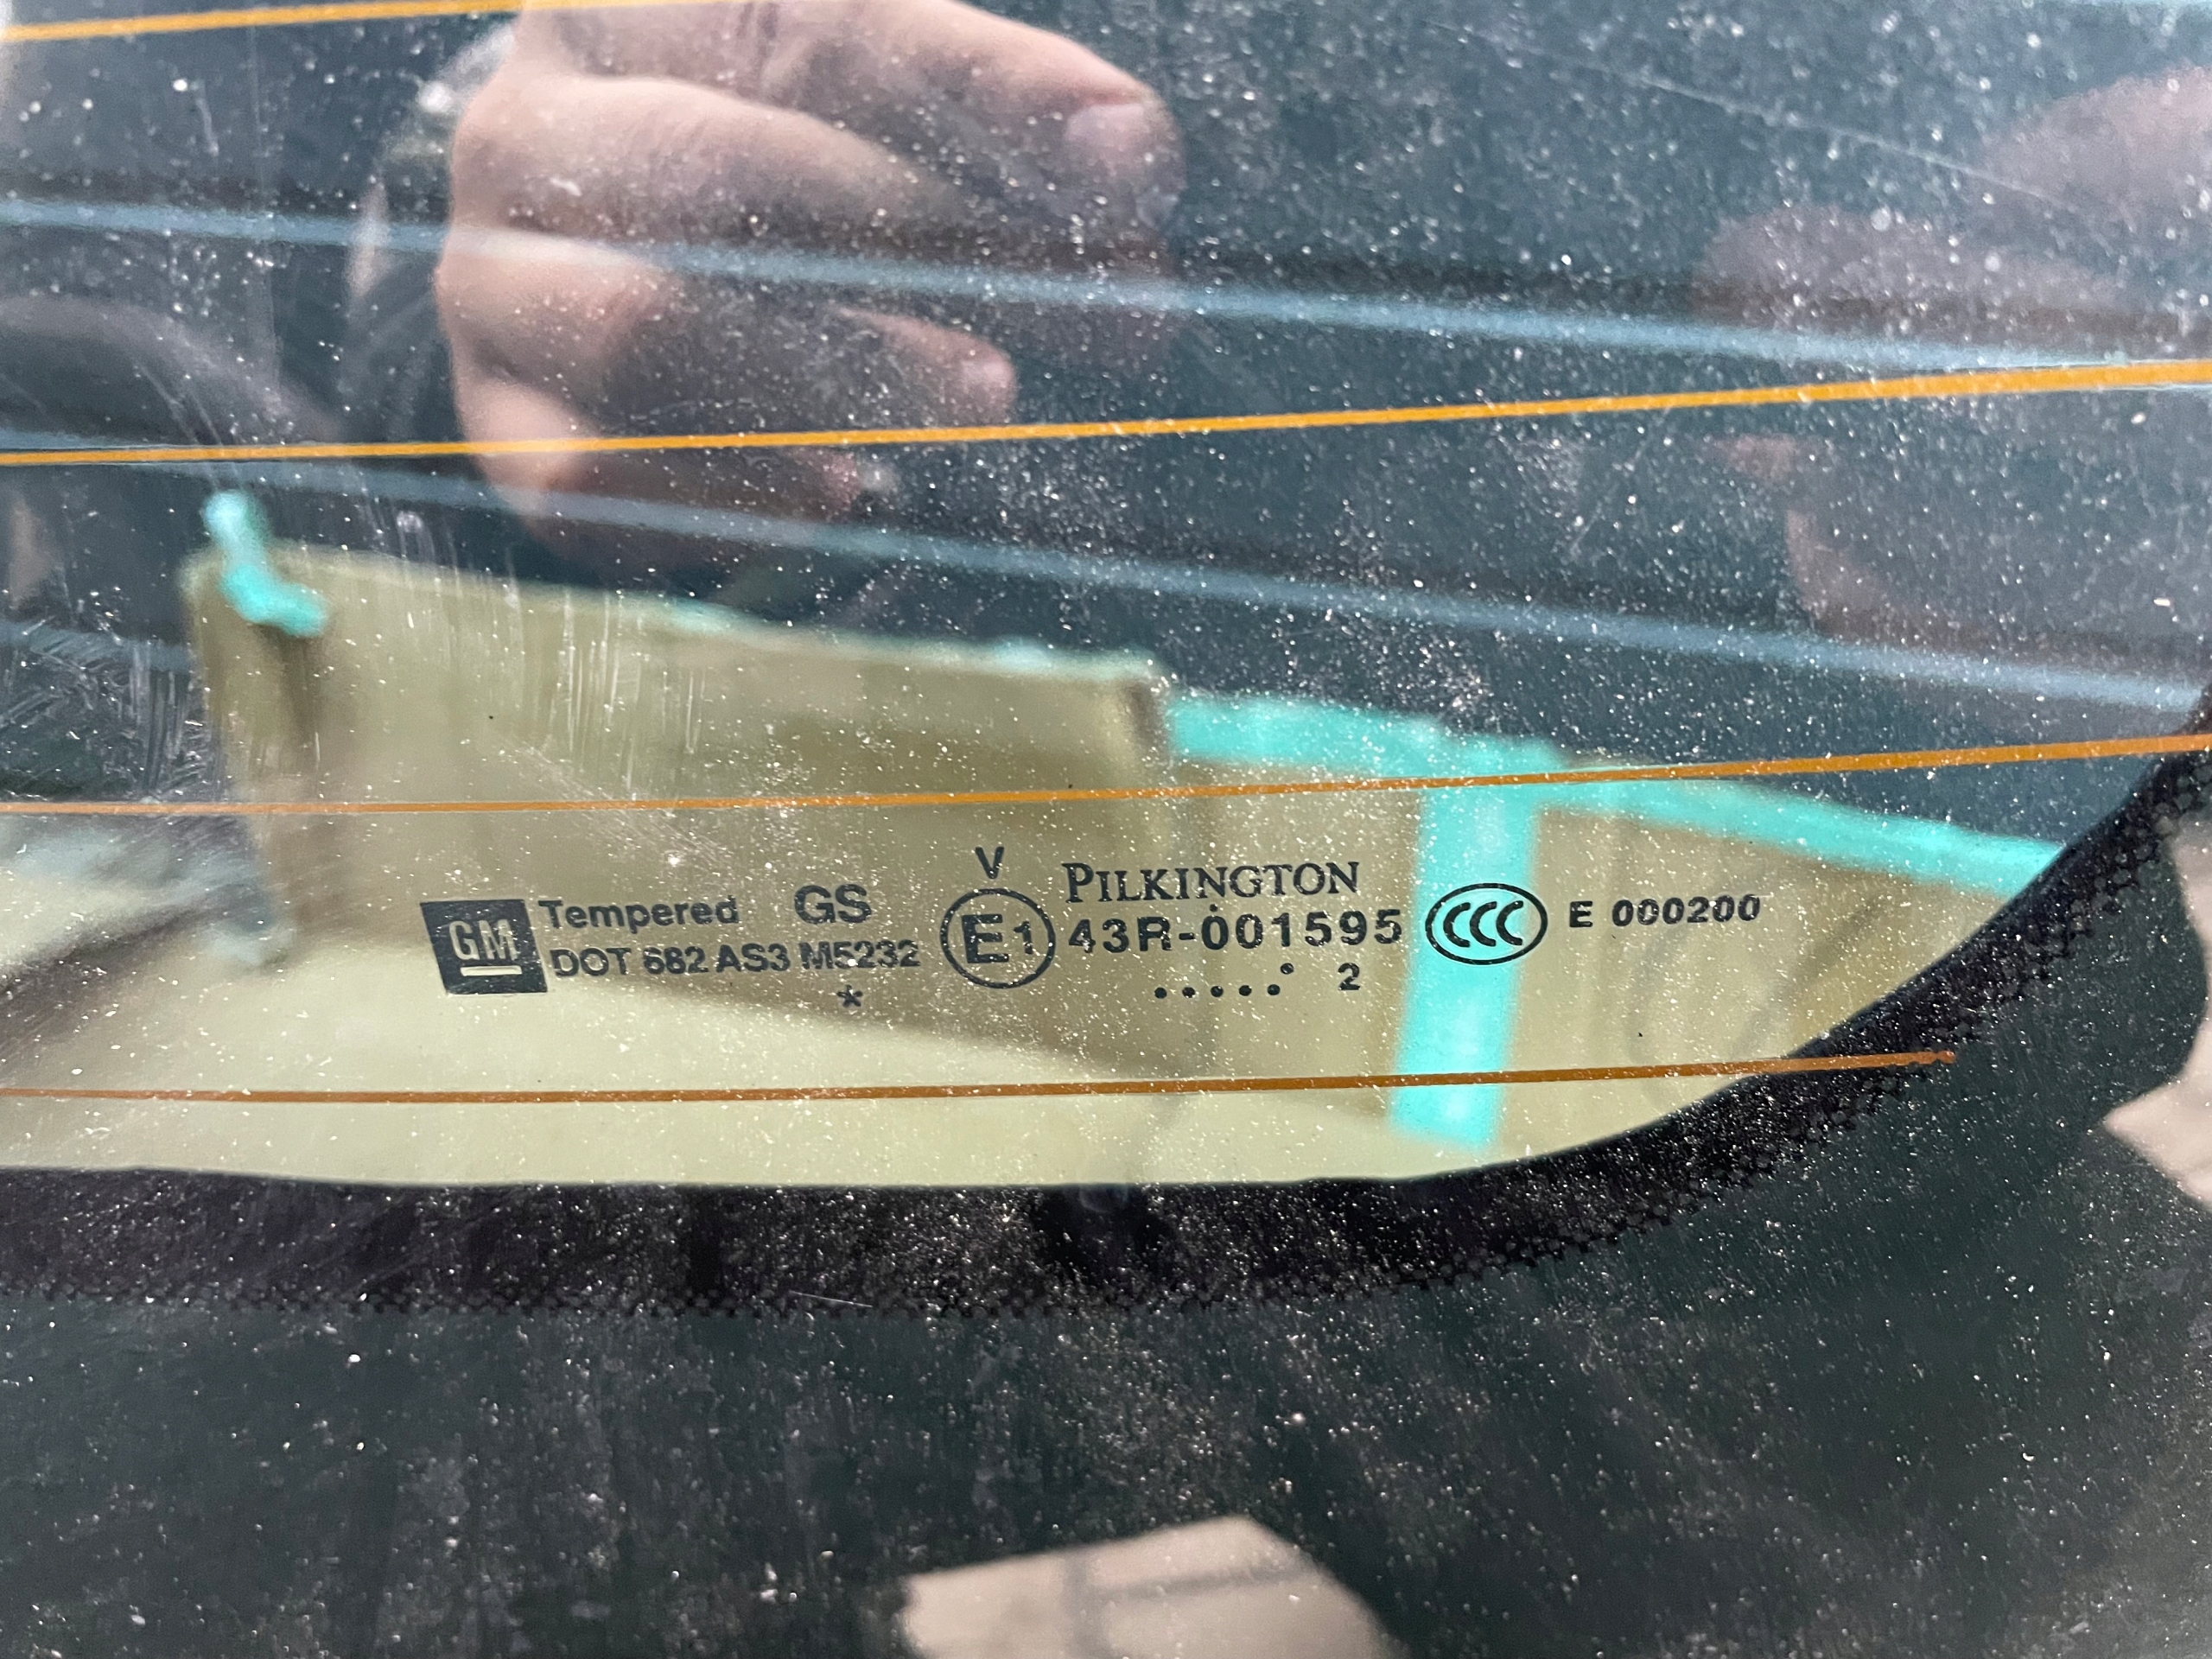 V
GM Tempered GS PILKINGTON
DOT 682 AS3 M5232 E1 43R-001595 CCC E 000200
* ...... 2